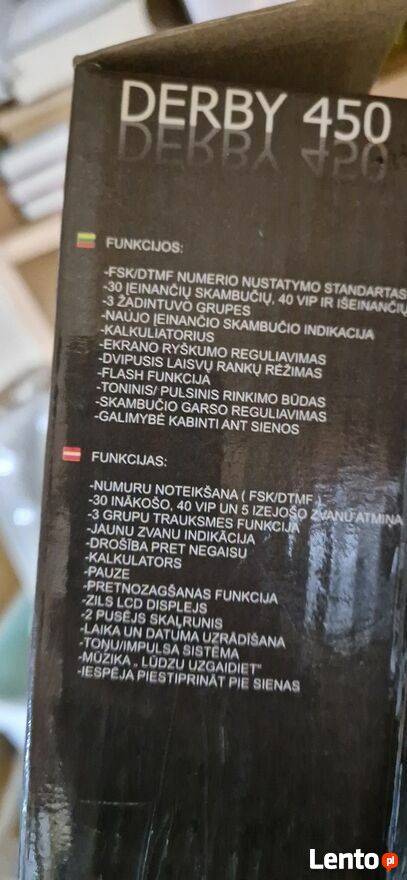 DERBY 450
FUNKCIJOS:
-FSK/DTMF NUMERIO NUSTATYMO STANDARTAS
-30 ĮEINANČIŲ SKAMBUČIŲ, 40 VIP IR IŠEINANČIŲ
-3 ŽADINTUVO GRUPES
-NAUJO ĮEINANČIO SKAMBUČIO INDIKACIJA
-KALKULIATORIUS
-EKRANO RYŠKUMO REGULIAVIMAS
-DVIPUSIS LAISVŲ RANKŲ RĖŽIMAS
-FLASH FUNKCIJA
-TONINIS/ PULSINIS RINKIMO BŪDAS
-SKAMBUČIO GARSO REGULIAVIMAS
-GALIMYBĖ KABINTI ANT SIENOS
FUNKCIJAS:
-NUMURU NOTEIKŠANA ( FSK/DTMF )
-30 INĀKOŠO, 40 VIP UN 5 IZEJOŠO ZVANU ATMIŅA
-3 GRUPU TRAUKSMES FUNKCIJA
-JAUNU ZVANU INDIKĀCIJA
-DROŠĪBA PRET NEGAISU
-KALKULATORS
-PAUZE
-PRETNOZAGŠANAS FUNKCIJA
-ZILS LCD DISPLEJS
-2 PUSĒJS SKAĻRUNIS
-LAIKA UN DATUMA UZRĀDĪŠANA
-TOŅU/IMPULSA SISTĒMA
-MŪZIKA „ LŪDZU UZGAIDIET"
-IESPĒJA PIESTIPRINĀT PIE SIENAS
Lento.pl